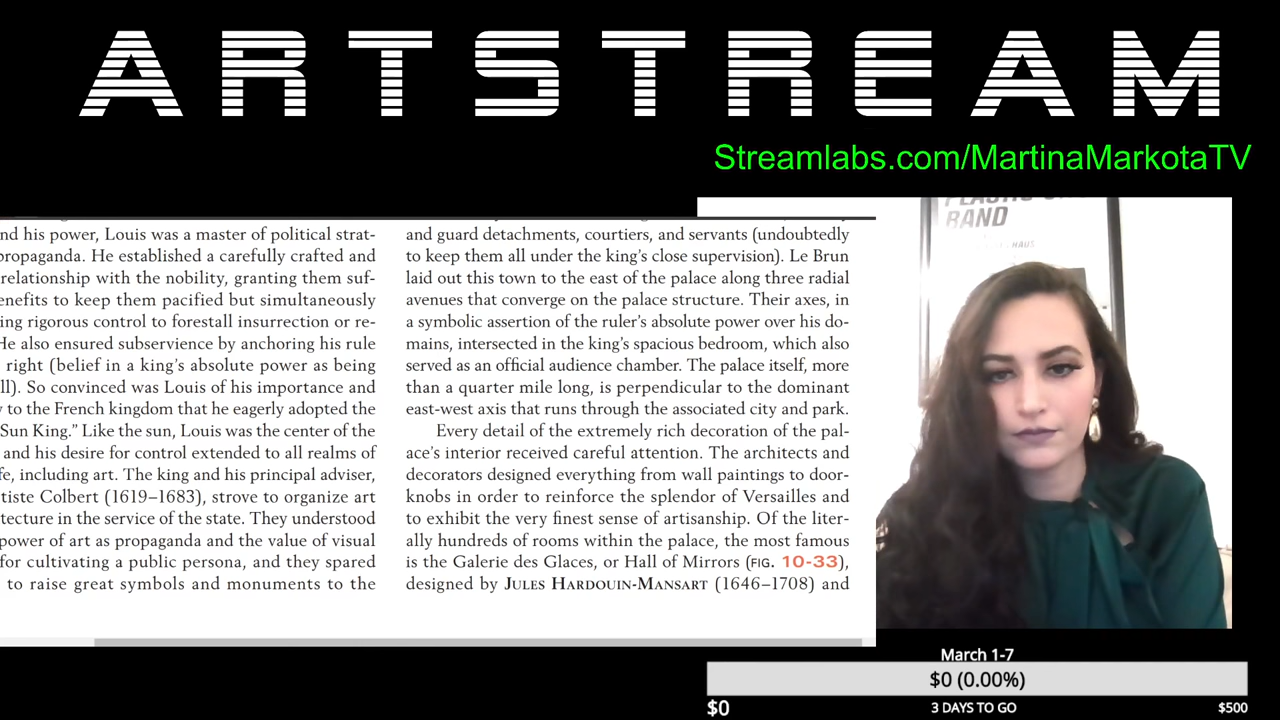 ARTSTREAM
Streamlabs.com/MartinaMarkotaTV
nd his power, Louis was a master of political strat-
propaganda. He established a carefully crafted and
relationship with the nobility, granting them suf-
enefits to keep them pacified but simultaneously
ing rigorous control to forestall insurrection or re-
He also ensured subservience by anchoring his rule
right (belief in a king's absolute power as being
ll). So convinced was Louis of his importance and
y to the French kingdom that he eagerly adopted the
Sun King.” Like the sun, Louis was the center of the
and his desire for control extended to all realms of
fe, including art. The king and his principal adviser,
tiste Colbert (1619–1683), strove to organize art
tecture in the service of the state. They understood
power of art as propaganda and the value of visual
for cultivating a public persona, and they spared
to raise great symbols and monuments to the
and guard detachments, courtiers, and servants (undoubtedly
to keep them all under the king's close supervision). Le Brun
laid out this town to the east of the palace along three radial
avenues that converge on the palace structure. Their axes, in
a symbolic assertion of the ruler's absolute power over his do-
mains, intersected in the king's spacious bedroom, which also
served as an official audience chamber. The palace itself, more
than a quarter mile long, is perpendicular to the dominant
east-west axis that runs through the associated city and park.
Every detail of the extremely rich decoration of the pal-
ace's interior received careful attention. The architects and
decorators designed everything from wall paintings to door-
knobs in order to reinforce the splendor of Versailles and
to exhibit the very finest sense of artisanship. Of the liter-
ally hundreds of rooms within the palace, the most famous
is the Galerie des Glaces, or Hall of Mirrors (FIG. 10-33),
designed by JULES HARDOUIN-MANSART (1646–1708) and
BAND
HAUS
March 1-7
$0 (0.00%)
$0
3 DAYS TO GO
$500